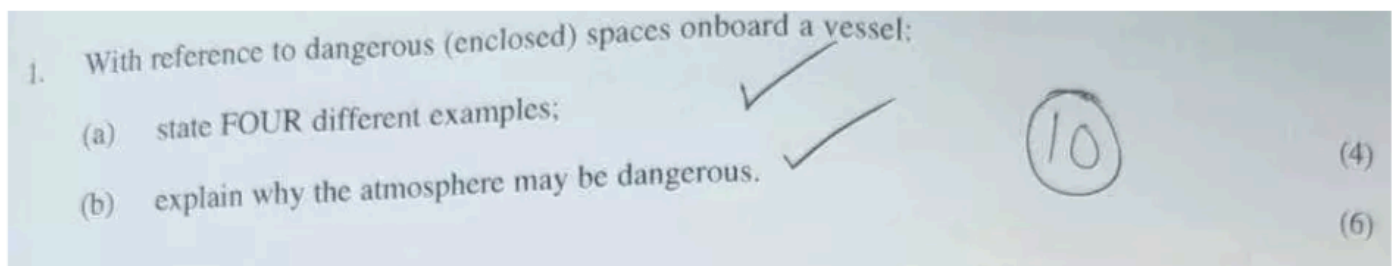 1. With reference to dangerous (enclosed) spaces onboard a vessel:
(a) state FOUR different examples;
(4)
(b) explain why the atmosphere may be dangerous.
(6)
10